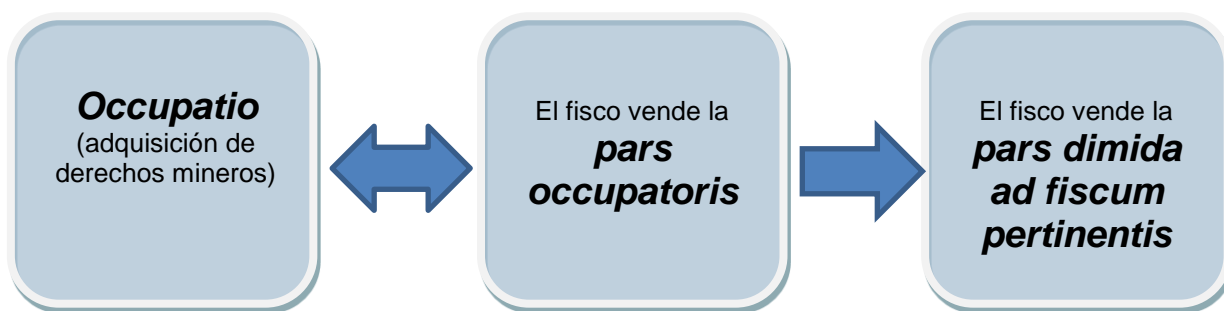 Occupatio
(adquisición de
derechos mineros)
El fisco vende la
pars
occupatoris
El fisco vende la
pars dimida
ad fiscum
pertinentis